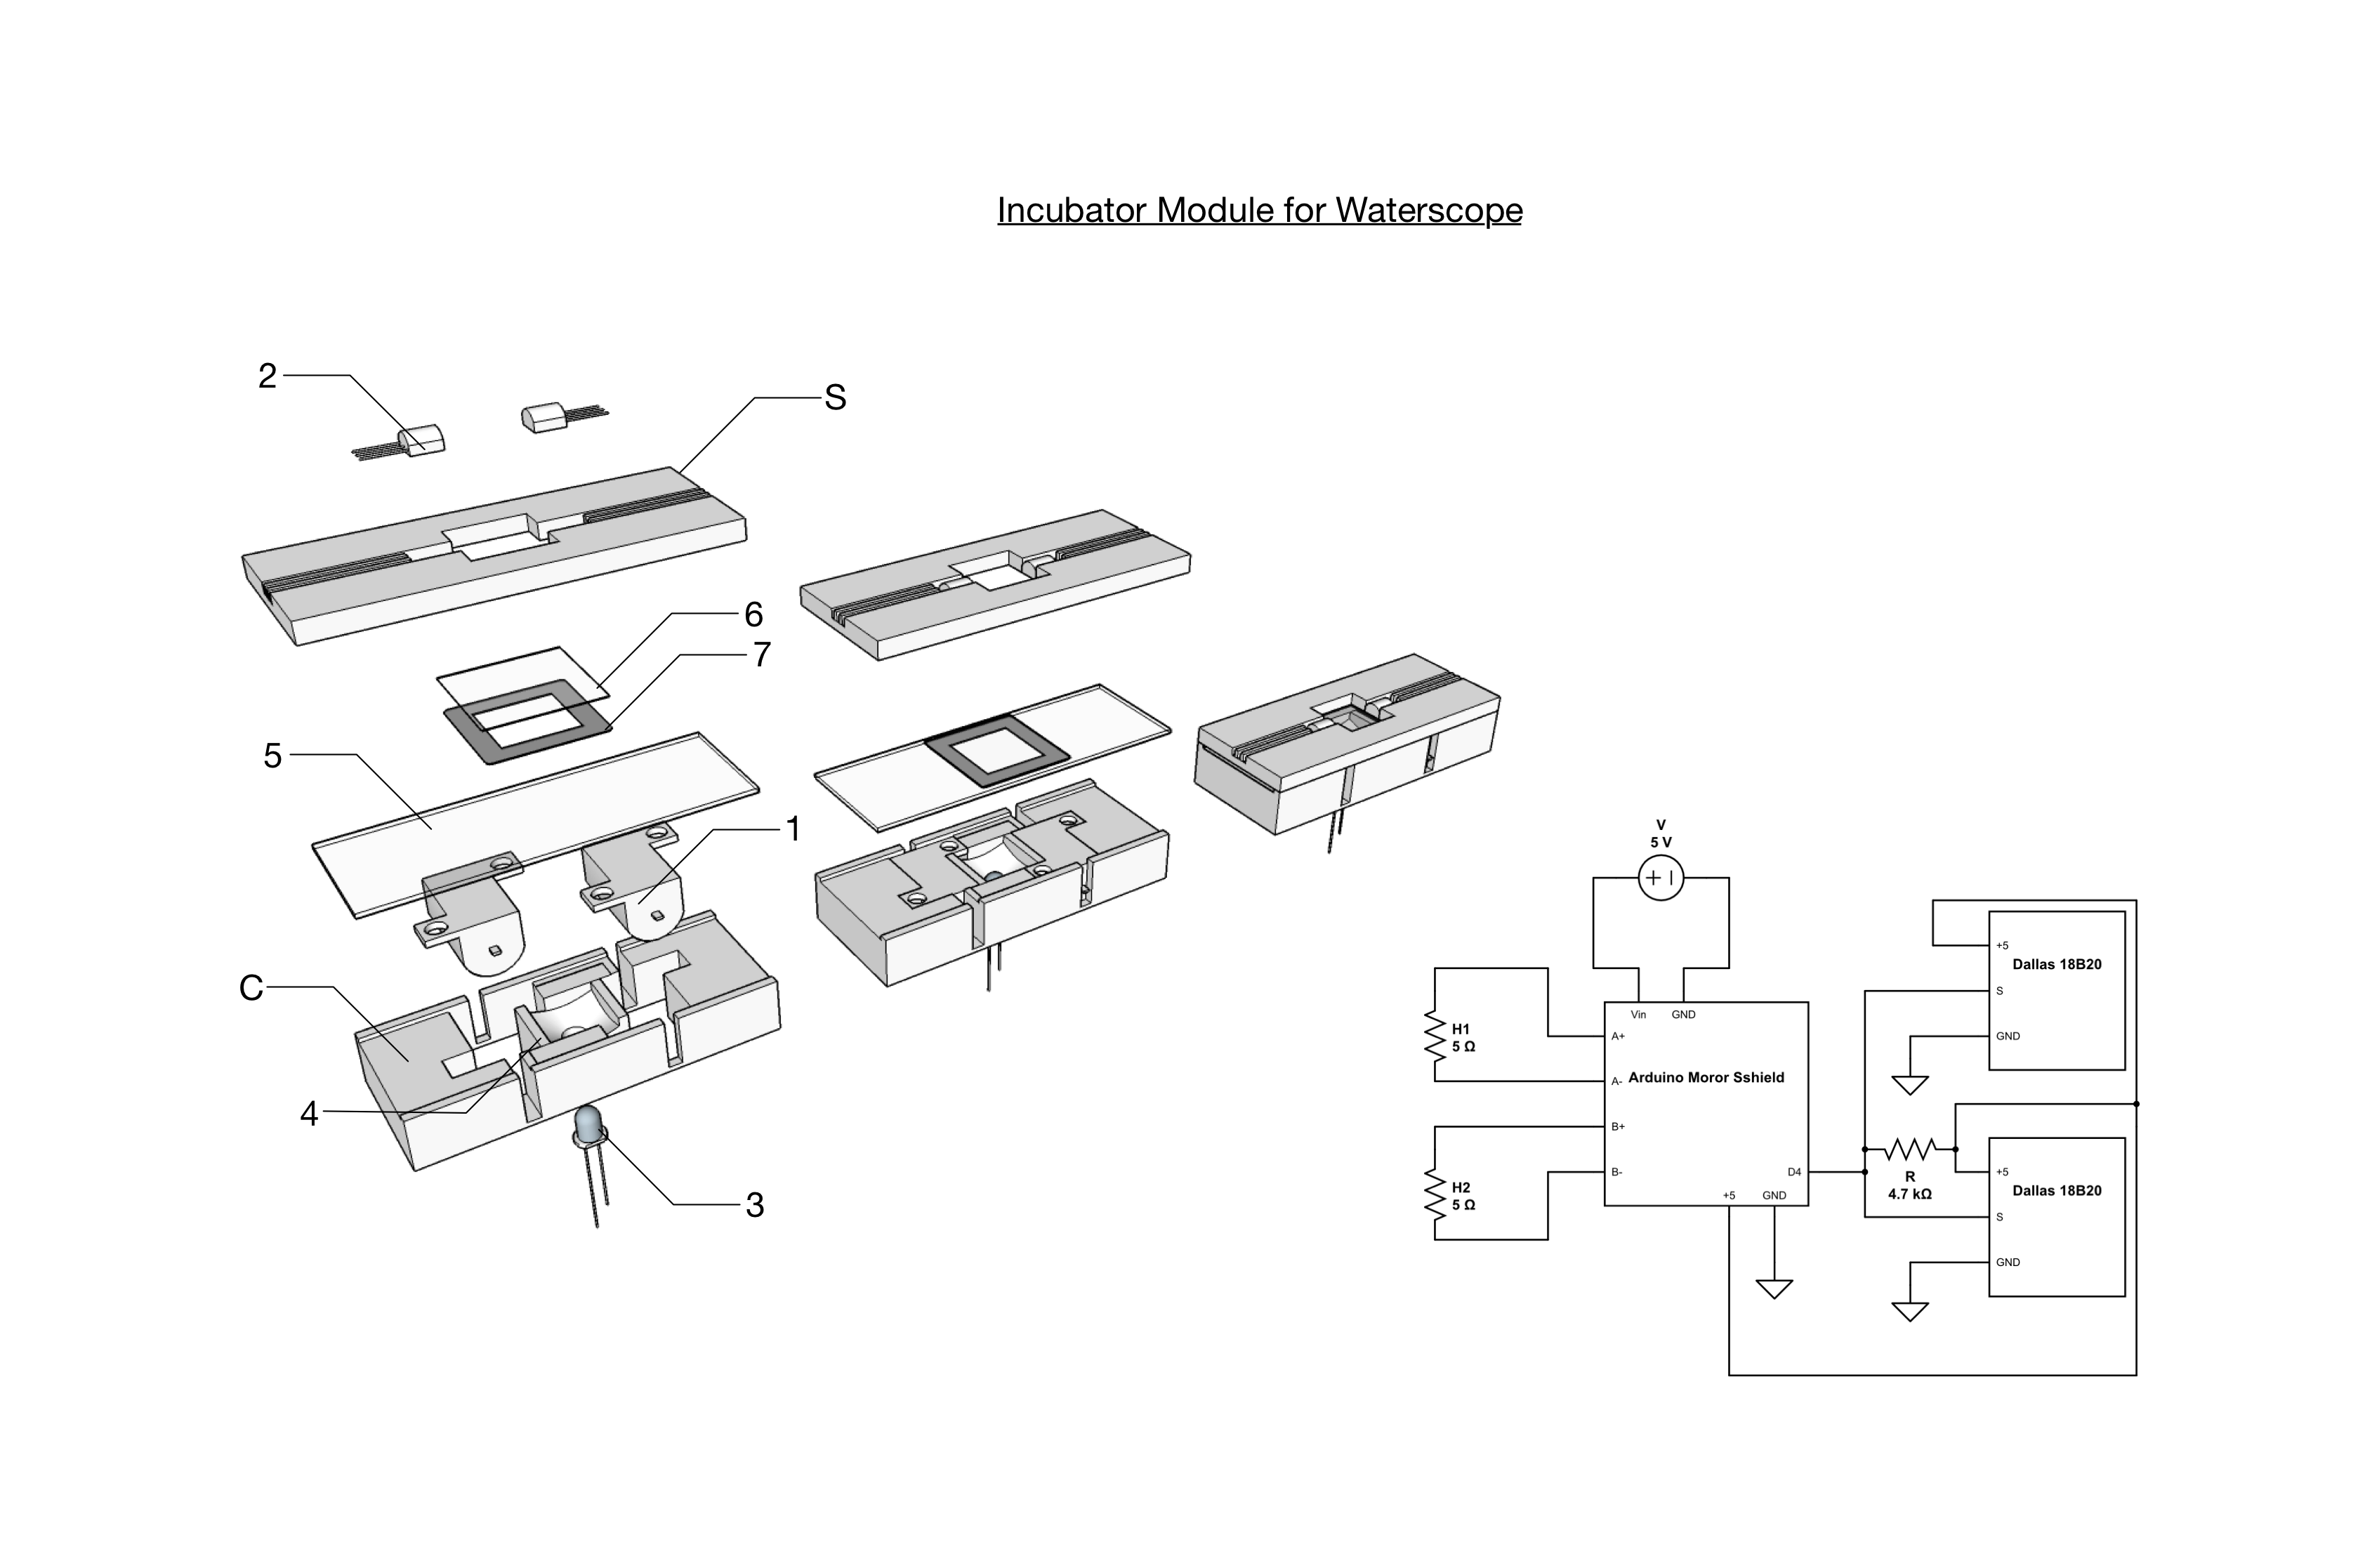 Incubator Module for Waterscope
2
S
6
7
5
1
C
4
3
V
5 V
Vin
GND
H1
5 Ω
A+
A-
Arduino Moror Sshield
B+
H2
5 Ω
B-
D4
+5
GND
R
4.7 kΩ
+5
Dallas 18B20
S
GND
+5
Dallas 18B20
S
GND